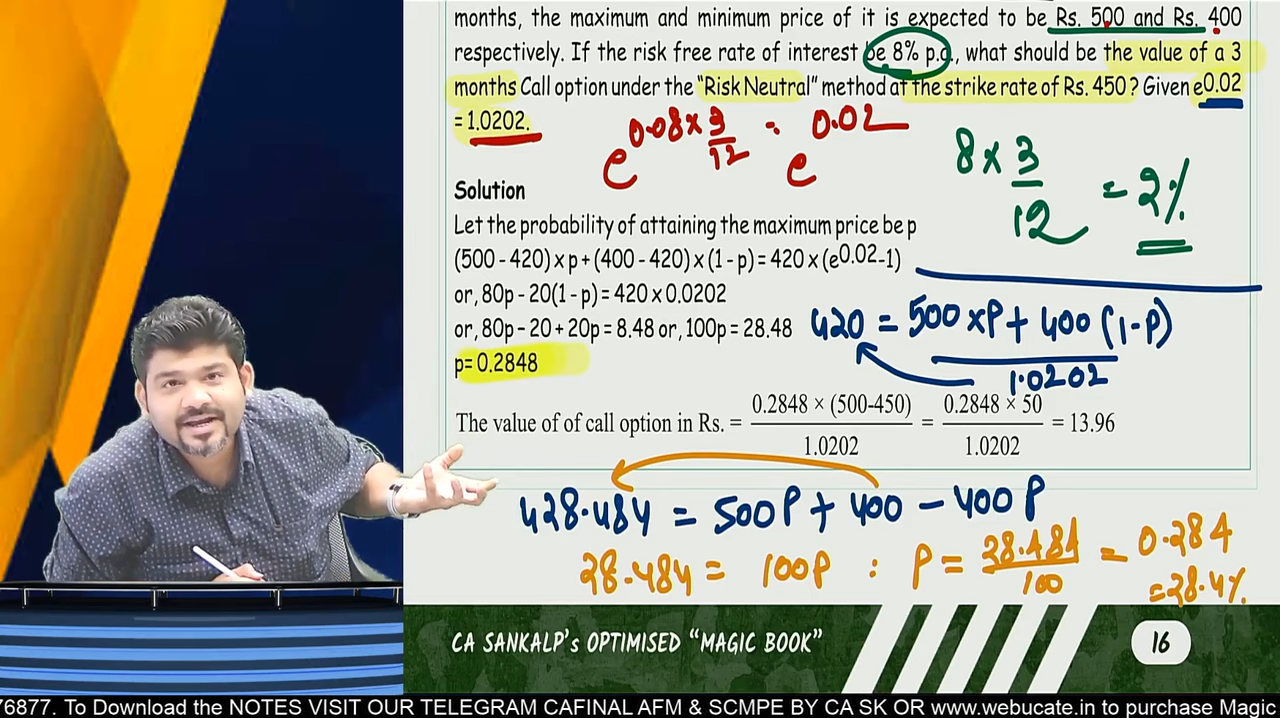 months, the maximum and minimum price of it is expected to be Rs. 500 and Rs. 400
respectively. If the risk free rate of interest be 8% p.a., what should be the value of a 3
months Call option under the "Risk Neutral" method at the strike rate of Rs. 450? Given e0.02
= 1.0202.
e 0.08 × 3/12 = e 0.02
8 × 3/12 = 2%
Solution
Let the probability of attaining the maximum price be p
(500 - 420) x p + (400 - 420) x (1 - p) = 420 x (e0.02-1)
or, 80p - 20(1 - p) = 420 x 0.0202
or, 80p - 20 + 20p = 8.48 or, 100p = 28.48
p= 0.2848
420 = 500 xP + 400 (1-P)
1.0202
The value of of call option in Rs. = 0.2848 × (500-450) / 1.0202 = 0.2848 × 50 / 1.0202 = 13.96
428.484 = 500P + 400 - 400P
28.484 = 100P : P = 28.484 / 100 = 0.284
=28.4%
CA SANKALP's OPTIMISED "MAGIC BOOK"
16
76877. To Download the NOTES VISIT OUR TELEGRAM CAFINAL AFM & SCMPE BY CA SK OR www.webucate.in to purchase Magic